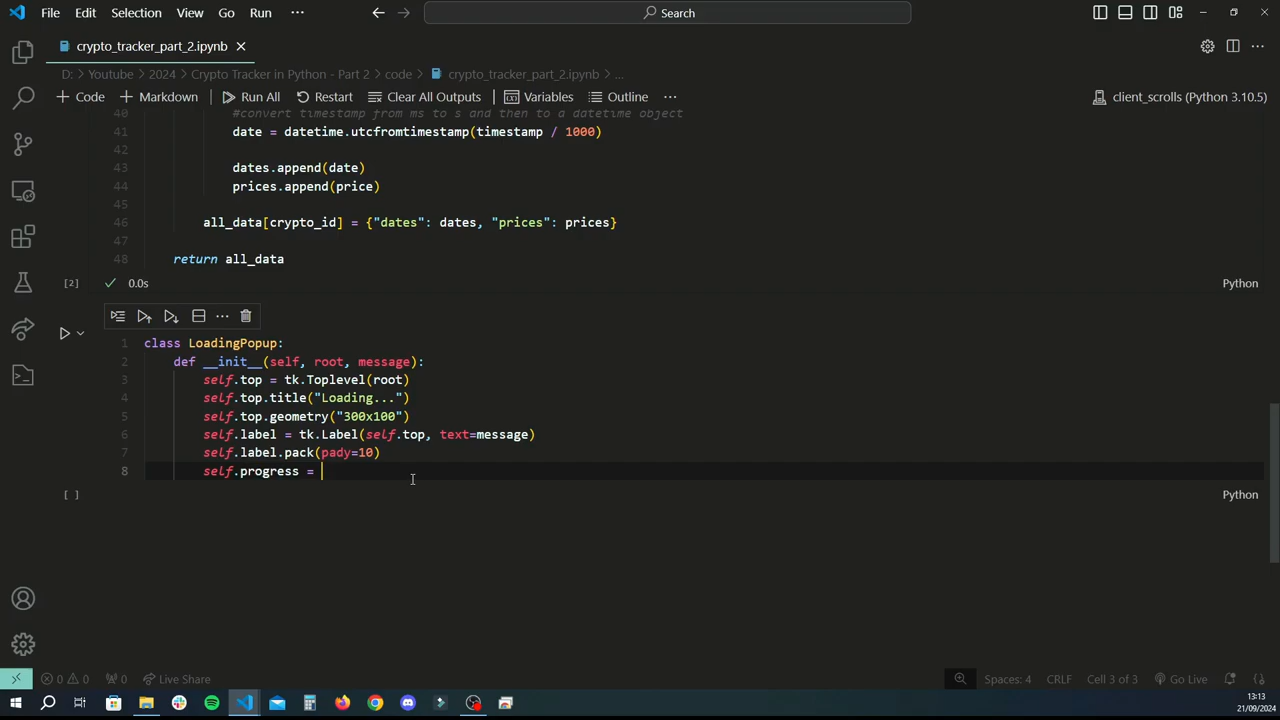 File Edit Selection View Go Run ··· Search
crypto_tracker_part_2.ipynb
D: > Youtube > 2024 > Crypto Tracker in Python - Part 2 > code > crypto_tracker_part_2.ipynb > ...
+ Code + Markdown Run All Restart Clear All Outputs Variables Outline ··· client_scrolls (Python 3.10.5)
40 #convert timestamp from ms to s and then to a datetime object
41 date = datetime.utcfromtimestamp(timestamp / 1000)
42
43 dates.append(date)
44 prices.append(price)
45
46 all_data[crypto_id] = {"dates": dates, "prices": prices}
47
48 return all_data
[2] 0.0s Python
1 class LoadingPopup:
2 def __init__(self, root, message):
3 self.top = tk.Toplevel(root)
4 self.top.title("Loading...")
5 self.top.geometry("300x100")
6 self.label = tk.Label(self.top, text=message)
7 self.label.pack(pady=10)
8 self.progress =
[ ] Python
0 0 0 Live Share Spaces: 4 CRLF Cell 3 of 3 Go Live
13:13
21/09/2024